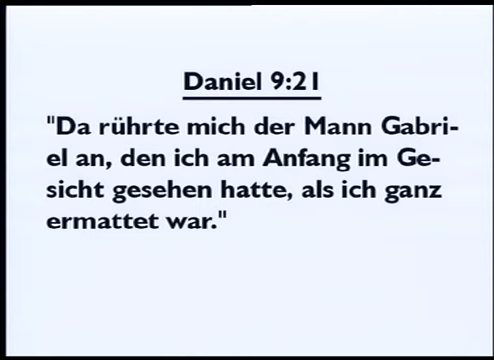 Daniel 9:21
"Da rührte mich der Mann Gabri-
el an, den ich am Anfang im Ge-
sicht gesehen hatte, als ich ganz
ermattet war."